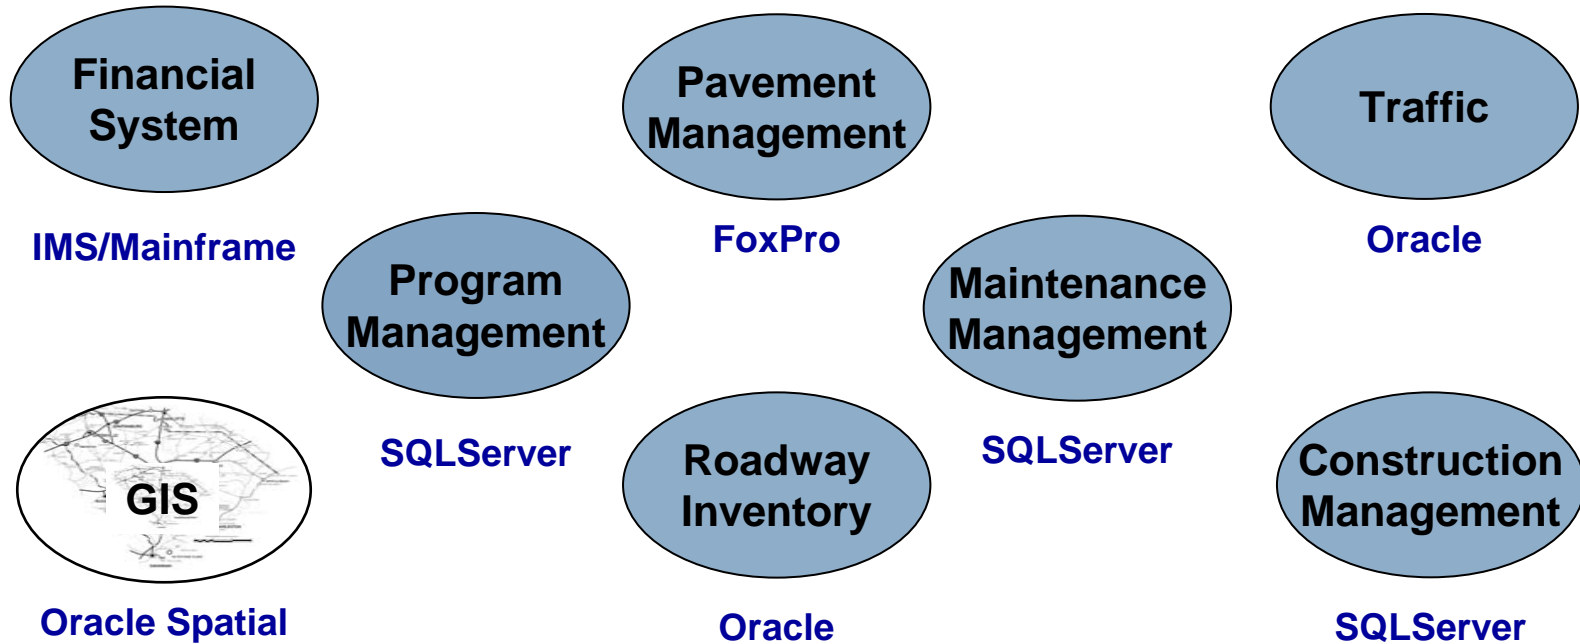 Financial
System
IMS/Mainframe
Pavement
Management
FoxPro
Traffic
Oracle
Program
Management
SQLServer
Maintenance
Management
SQLServer
GIS
Oracle Spatial
Roadway
Inventory
Oracle
Construction
Management
SQLServer